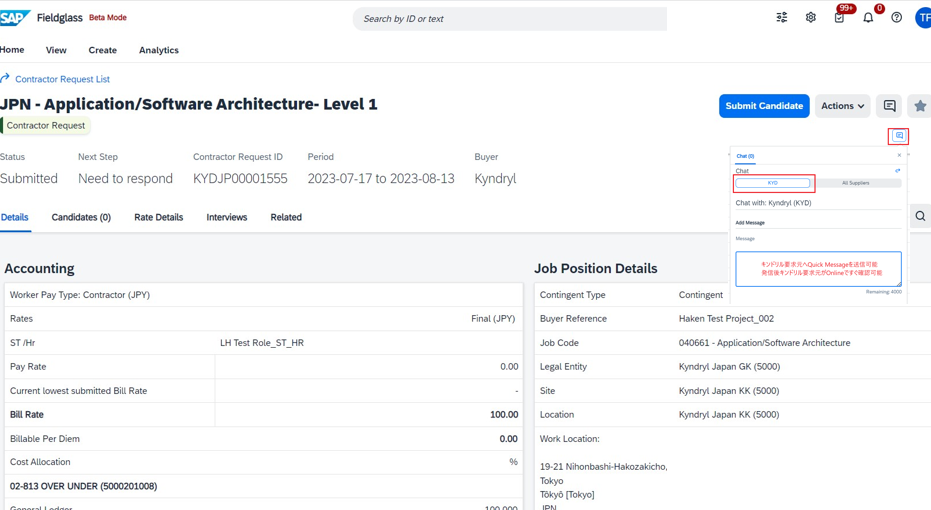 SAP Fieldglass Beta Mode
Search by ID or text
99+
0
TF
Home View Create Analytics
Contractor Request List
JPN - Application/Software Architecture- Level 1
Submit Candidate
Actions
Contractor Request
Status Next Step Contractor Request ID Period Buyer
Submitted Need to respond KYDJP00001555 2023-07-17 to 2023-08-13 Kyndryl
Details Candidates (0) Rate Details Interviews Related
Chat (0)
Chat
KYD All Suppliers
Chat with: Kyndryl (KYD)
Add Message
Message
キンドリル要求元へQuick Messageを送信可能
発信後キンドリル要求元がOnlineですぐ確認可能
Remaining: 4000
Accounting
Worker Pay Type: Contractor (JPY)
Rates Final (JPY)
ST /Hr LH Test Role_ST_HR
Pay Rate 0.00
Current lowest submitted Bill Rate -
Bill Rate 100.00
Billable Per Diem 0.00
Cost Allocation %
02-813 OVER UNDER (5000201008)
General Ledger 100.000
Job Position Details
Contingent Type Contingent
Buyer Reference Haken Test Project_002
Job Code 040661 - Application/Software Architecture
Legal Entity Kyndryl Japan GK (5000)
Site Kyndryl Japan KK (5000)
Location Kyndryl Japan KK (5000)
Work Location:
19-21 Nihonbashi-Hakozakicho,
Tokyo
Tôkyô [Tokyo]
JPN